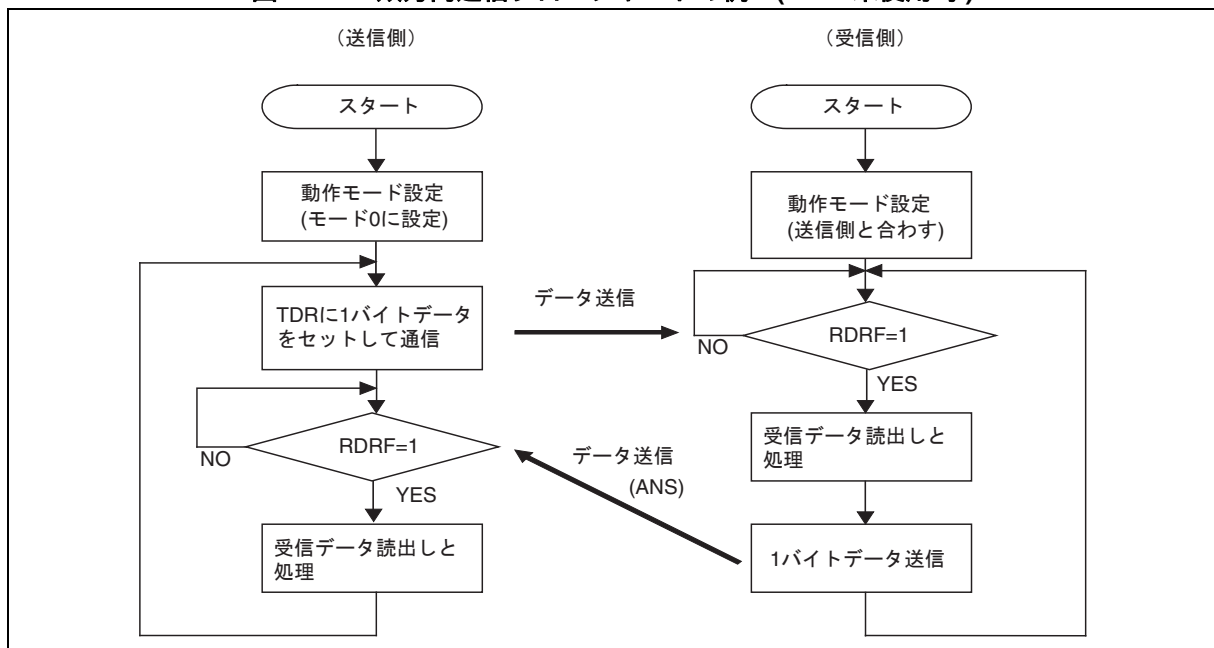 （送信側）
スタート
動作モード設定
(モード0に設定)
TDRに1バイトデータ
をセットして通信
データ送信
RDRF=1
NO
YES
受信データ読出しと
処理
（受信側）
スタート
動作モード設定
(送信側と合わす)
RDRF=1
NO
YES
受信データ読出しと
処理
データ送信
(ANS)
1バイトデータ送信